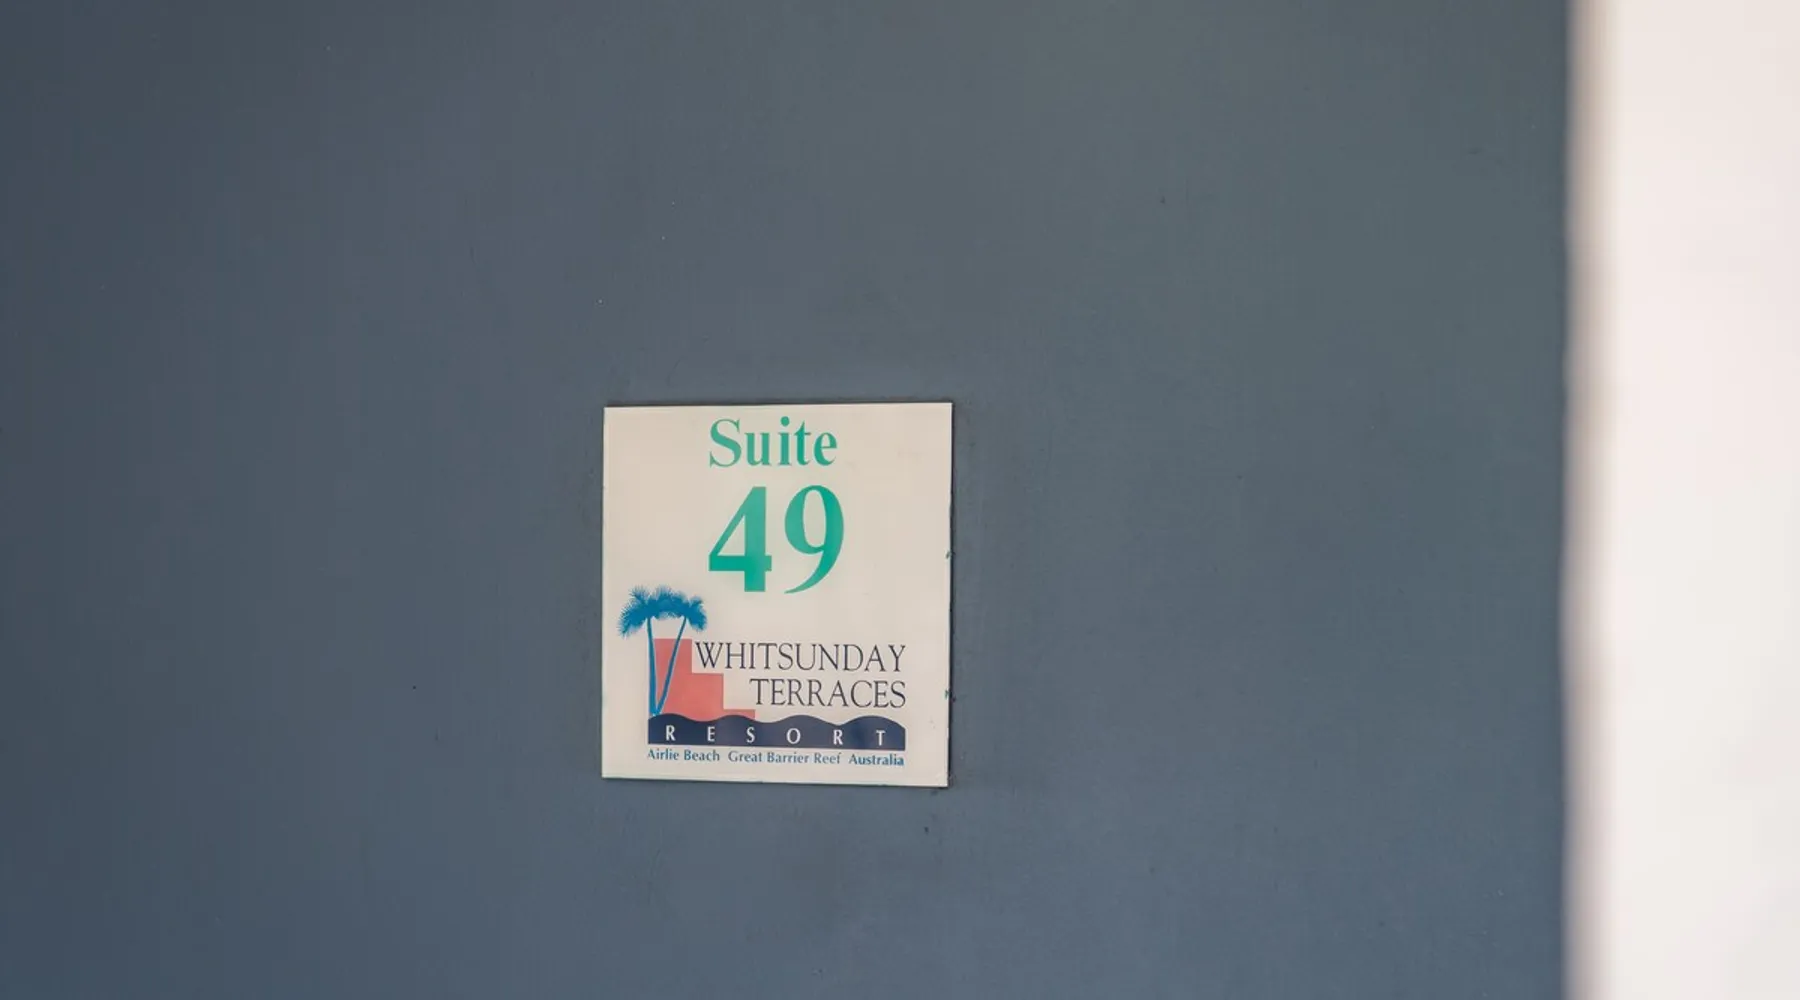 Suite
49
WHITSUNDAY
TERRACES
RESORT
Airlie Beach Great Barrier Reef Australia